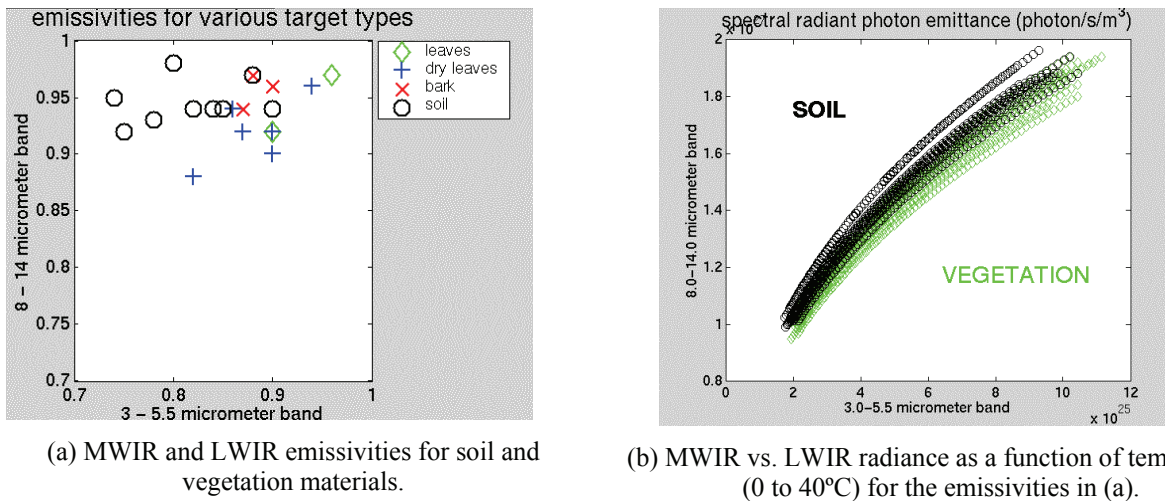 emissivities for various target types
1
0.95
0.9
0.85
0.8
0.75
0.7
0.7
0.8
0.9
1
8 – 14 micrometer band
3 – 5.5 micrometer band
leaves
dry leaves
bark
soil
(a) MWIR and LWIR emissivities for soil and
vegetation materials.
spectral radiant photon emittance (photon/s/m³)
2
1.8
1.6
1.4
1.2
1
0.8
0
2
4
6
8
10
12
x 10²⁵
8.0–14.0 micrometer band
3.0–5.5 micrometer band
SOIL
VEGETATION
(b) MWIR vs. LWIR radiance as a function of tem
(0 to 40ºC) for the emissivities in (a).